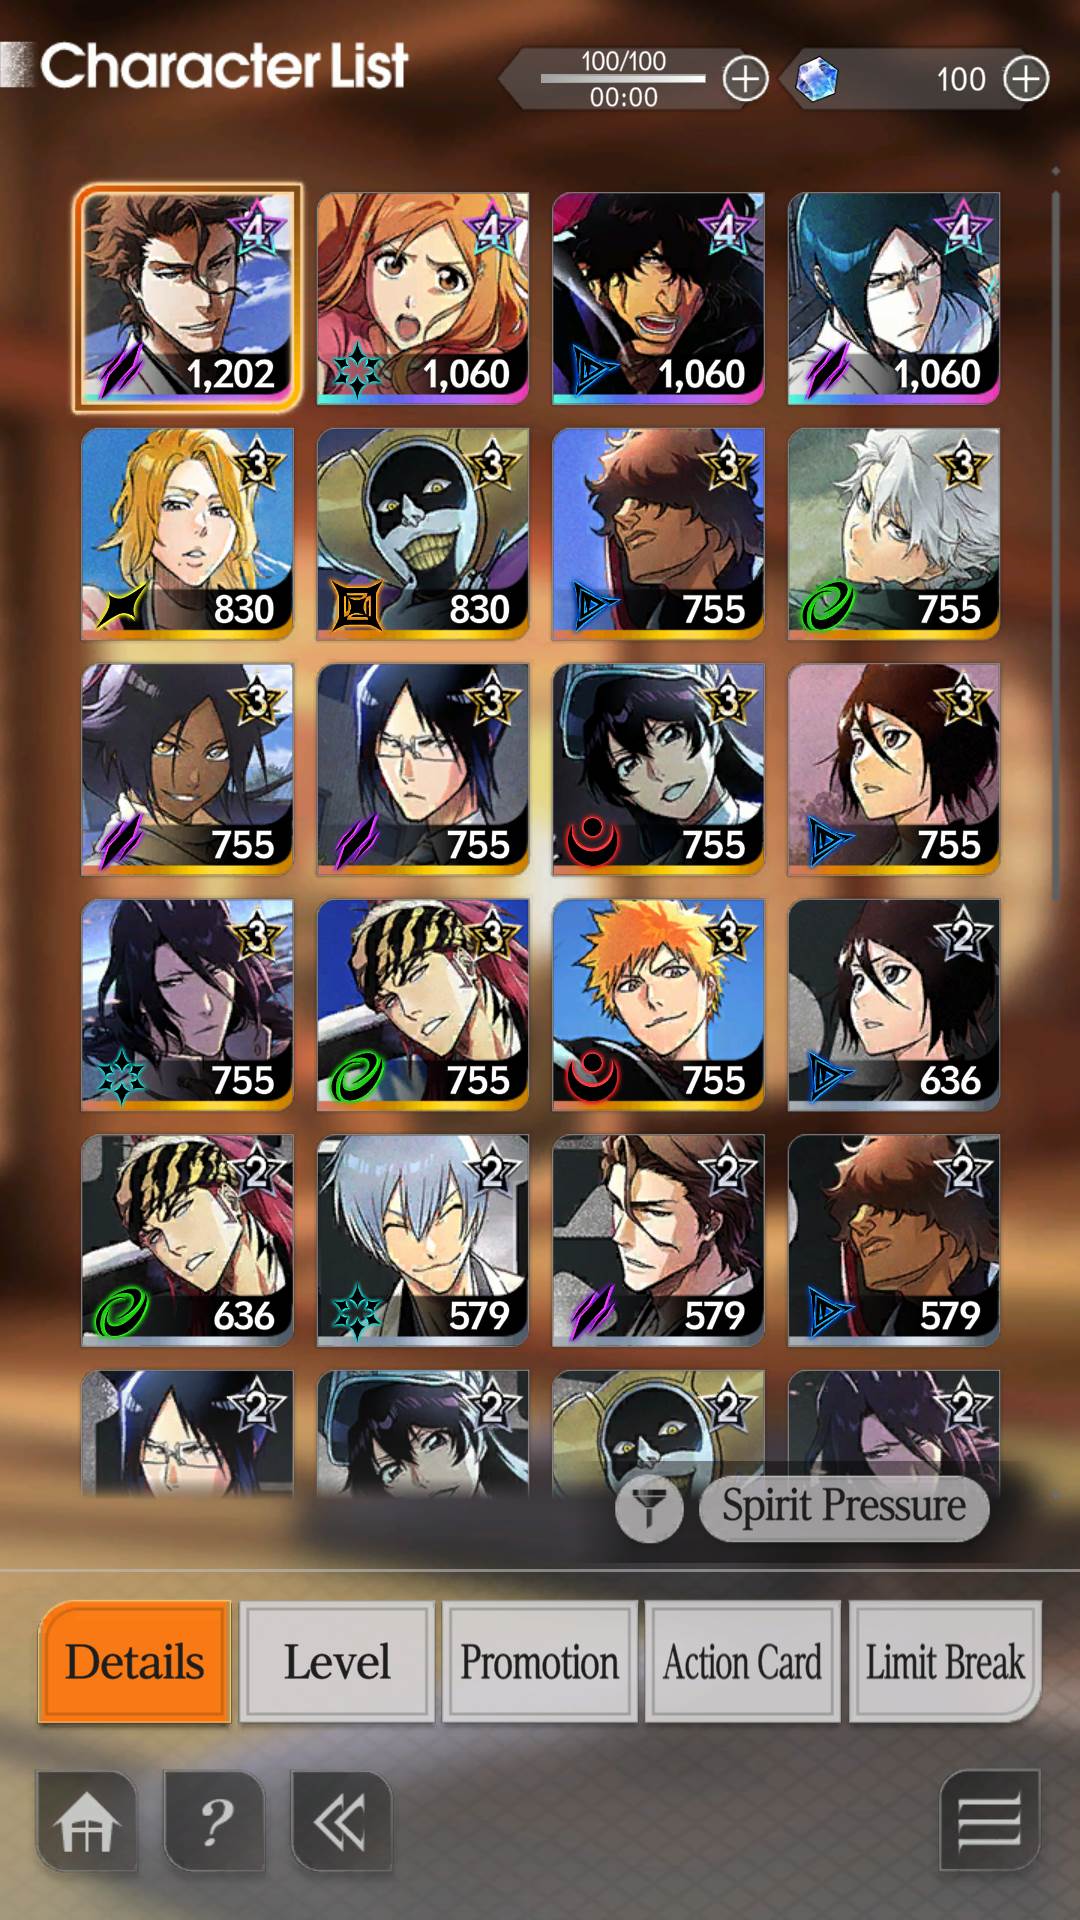 Character List
100/100
00:00
100
4 4 4 4
1,202 1,060 1,060 1,060
3 3 3 3
830 830 755 755
3 3 3 3
755 755 755 755
3 3 3 2
755 755 755 636
2 2 2 2
636 579 579 579
2 2 2 2
Spirit Pressure
Details Level Promotion Action Card Limit Break
?